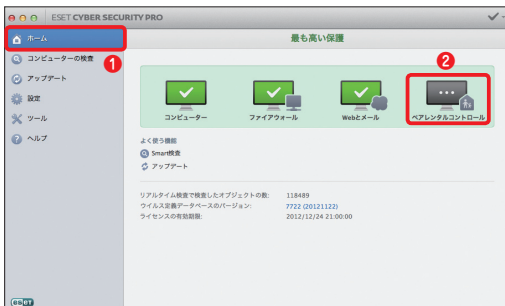 ESET CYBER SECURITY PRO
最も高い保護
ホーム
1
コンピューターの検査
アップデート
設定
ツール
ヘルプ
2
コンピューター
ファイアウォール
Webとメール
ペアレンタルコントロール
よく使う機能
Smart検査
アップデート
リアルタイム検査で検査したオブジェクトの数: 118489
ウイルス定義データベースのバージョン: 7722 (20121122)
ライセンスの有効期限: 2012/12/24 21:00:00
eset